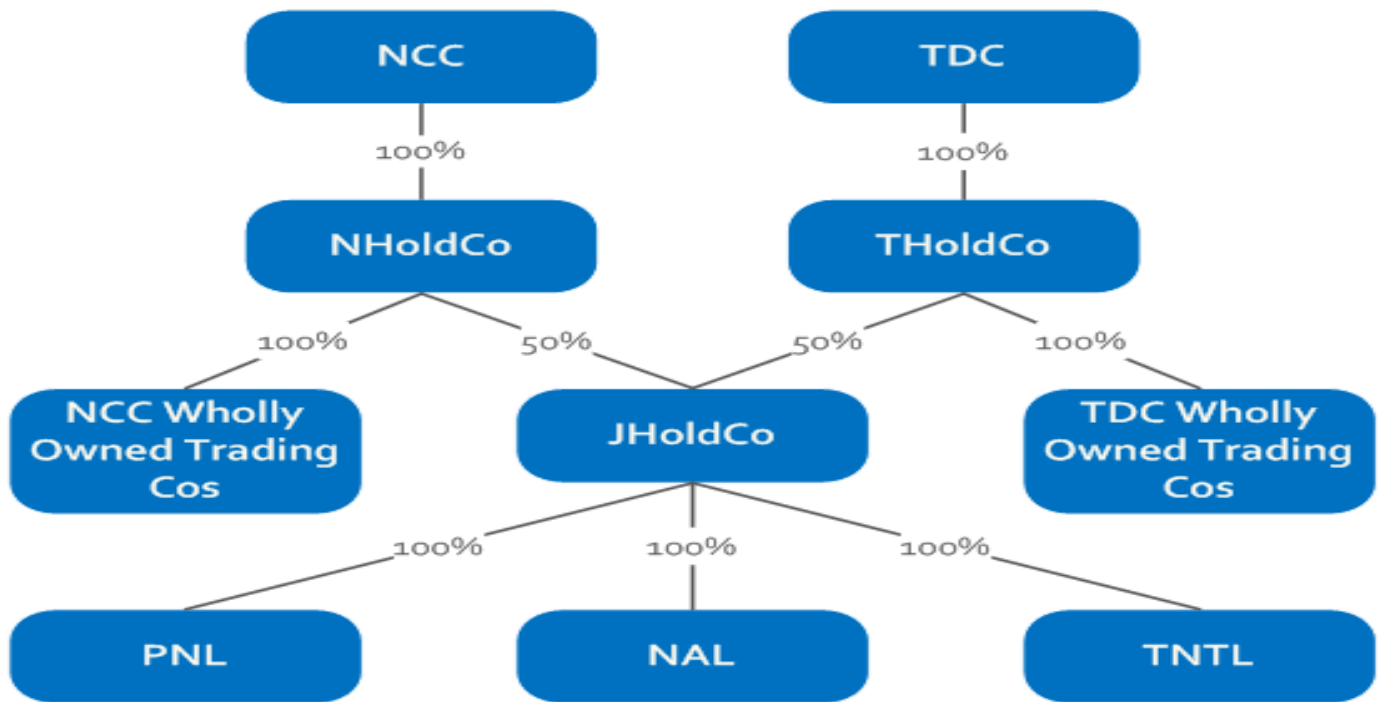 NCC
TDC
100%
100%
NHoldCo
THoldCo
100%
50%
50%
100%
NCC Wholly
Owned Trading
Cos
JHoldCo
TDC Wholly
Owned Trading
Cos
100%
100%
100%
PNL
NAL
TNTL